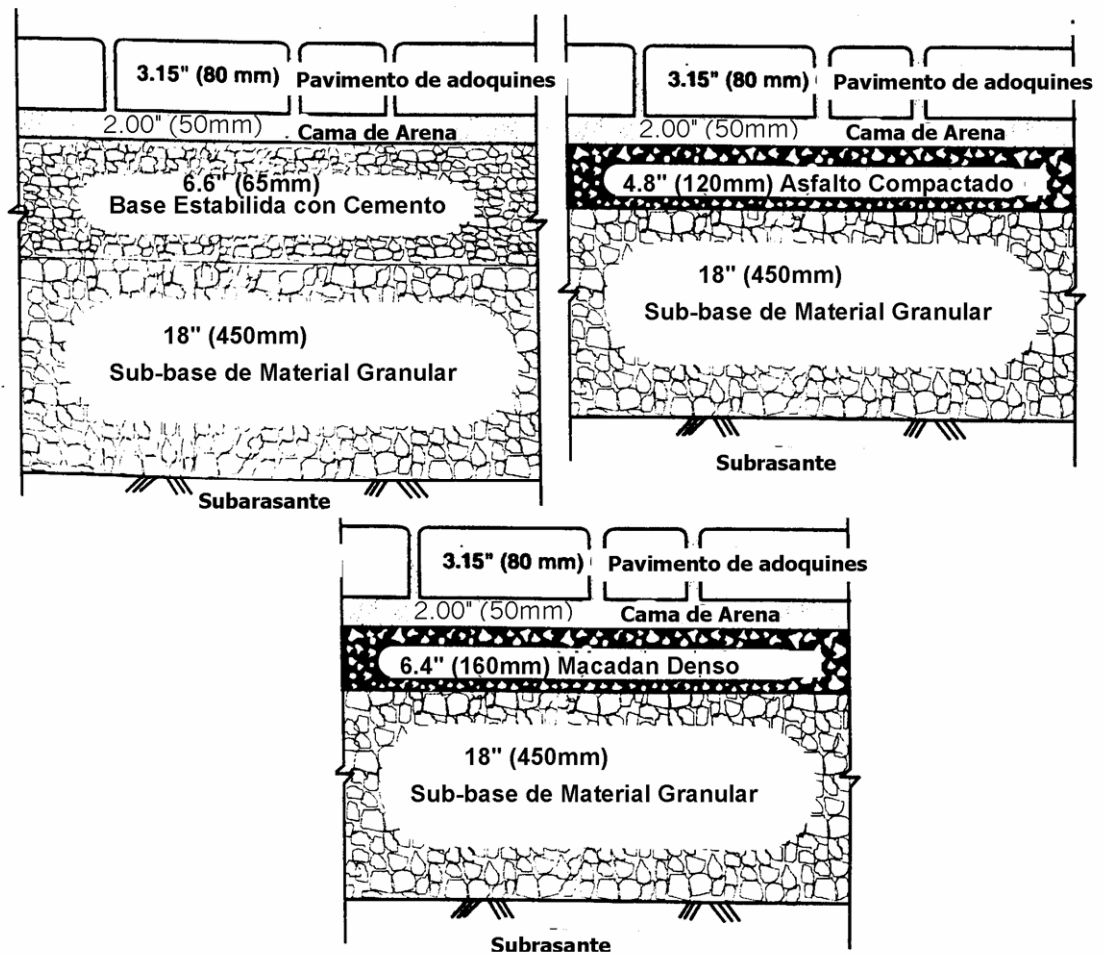 3.15" (80 mm) Pavimento de adoquines
2.00" (50mm) Cama de Arena
6.6" (65mm)
Base Estabilida con Cemento
18" (450mm)
Sub-base de Material Granular
Subarasante
3.15" (80 mm) Pavimento de adoquines
2.00" (50mm) Cama de Arena
4.8" (120mm) Asfalto Compactado
18" (450mm)
Sub-base de Material Granular
Subrasante
3.15" (80 mm) Pavimento de adoquines
2.00" (50mm) Cama de Arena
6.4" (160mm) Macadan Denso
18" (450mm)
Sub-base de Material Granular
Subrasante